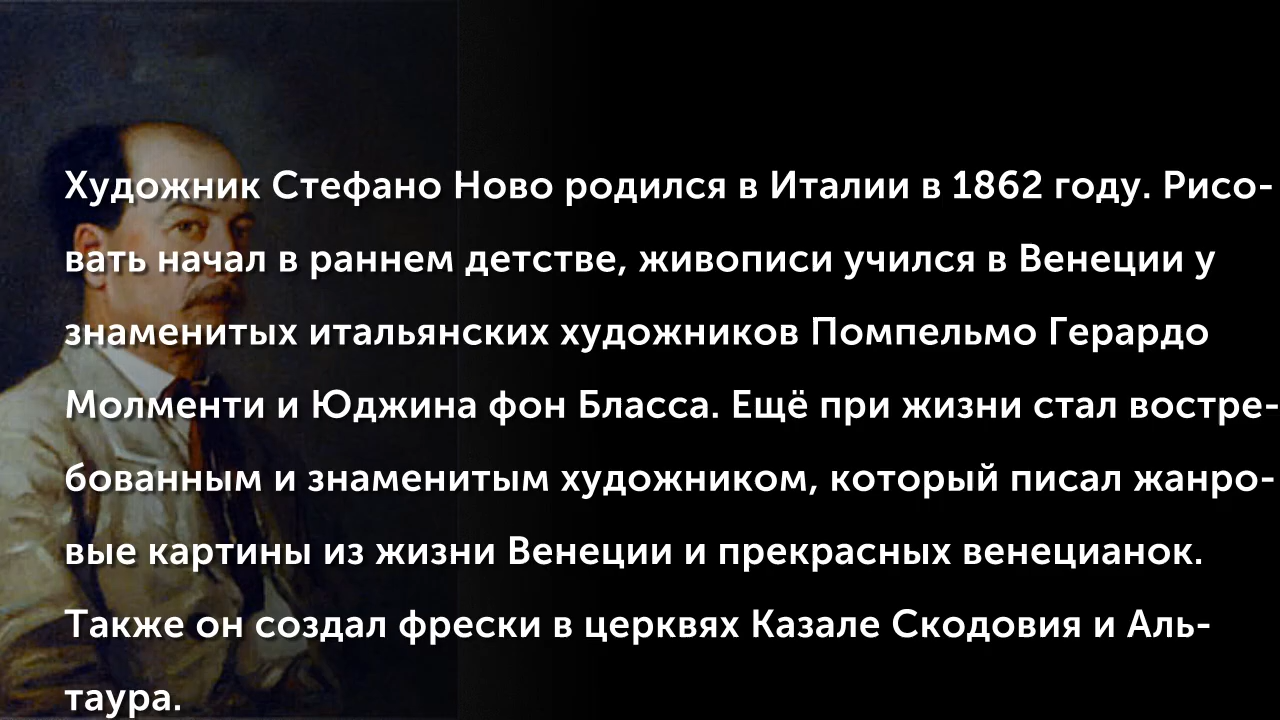 Художник Стефано Ново родился в Италии в 1862 году. Рисо-
вать начал в раннем детстве, живописи учился в Венеции у
знаменитых итальянских художников Помпельмо Герардо
Молменти и Юджина фон Бласса. Ещё при жизни стал востре-
бованным и знаменитым художником, который писал жанро-
вые картины из жизни Венеции и прекрасных венецианок.
Также он создал фрески в церквях Казале Скодовия и Аль-
таура.